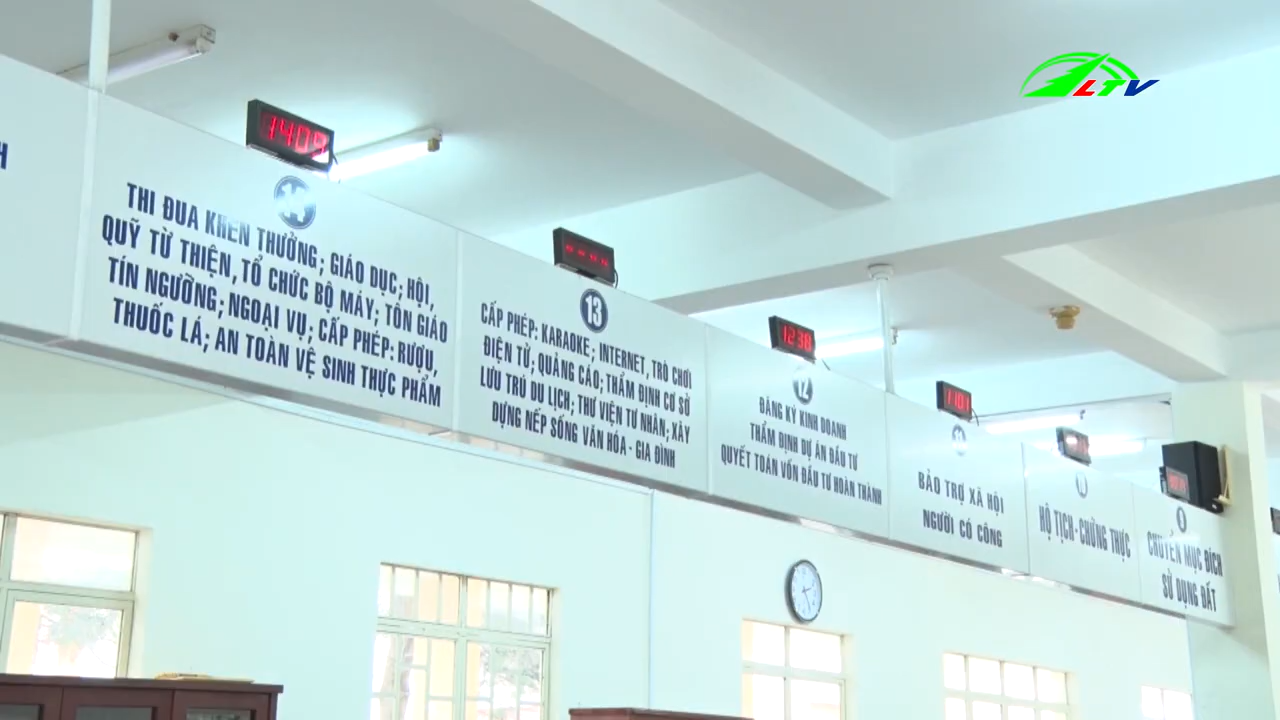 LTV
H
1409
14
THI ĐUA KHEN THƯỞNG; GIÁO DỤC; HỘI,
QUỸ TỪ THIỆN, TỔ CHỨC BỘ MÁY; TÔN GIÁO
TÍN NGƯỠNG; NGOẠI VỤ, CẤP PHÉP: RƯỢU,
THUỐC LÁ; AN TOÀN VỆ SINH THỰC PHẨM
13
CẤP PHÉP: KARAOKE; INTERNET, TRÒ CHƠI
ĐIỆN TỬ; QUẢNG CÁO; THẨM ĐỊNH CƠ SỞ
LƯU TRÚ DU LỊCH; THƯ VIỆN TƯ NHÂN; XÂY
DỰNG NẾP SỐNG VĂN HÓA - GIA ĐÌNH
1238
12
ĐĂNG KÝ KINH DOANH
THẨM ĐỊNH DỰ ÁN ĐẦU TƯ
QUYẾT TOÁN VỐN ĐẦU TƯ HOÀN THÀNH
1101
11
BẢO TRỢ XÃ HỘI
NGƯỜI CÓ CÔNG
10
HỘ TỊCH - CHỨNG THỰC
9
CHUYỂN MỤC ĐÍCH
SỬ DỤNG ĐẤT